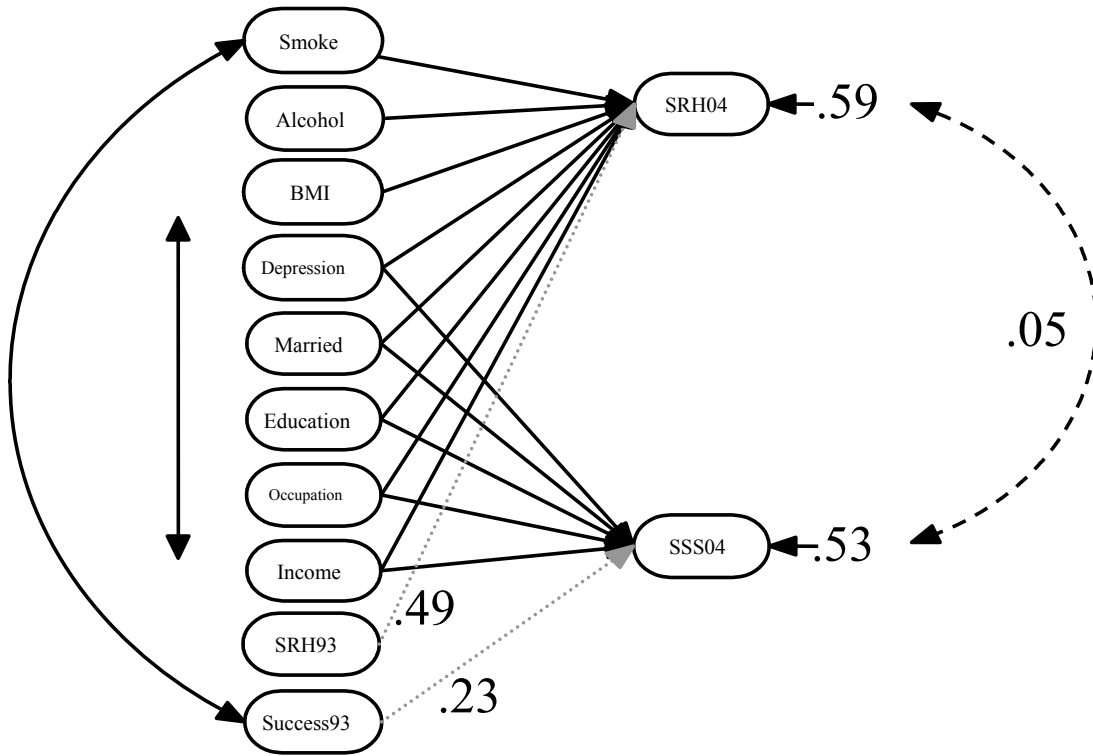 Smoke
Alcohol
BMI
Depression
Married
Education
Occupation
Income
SRH93
Success93
SRH04
.59
.05
SSS04
.53
.49
.23